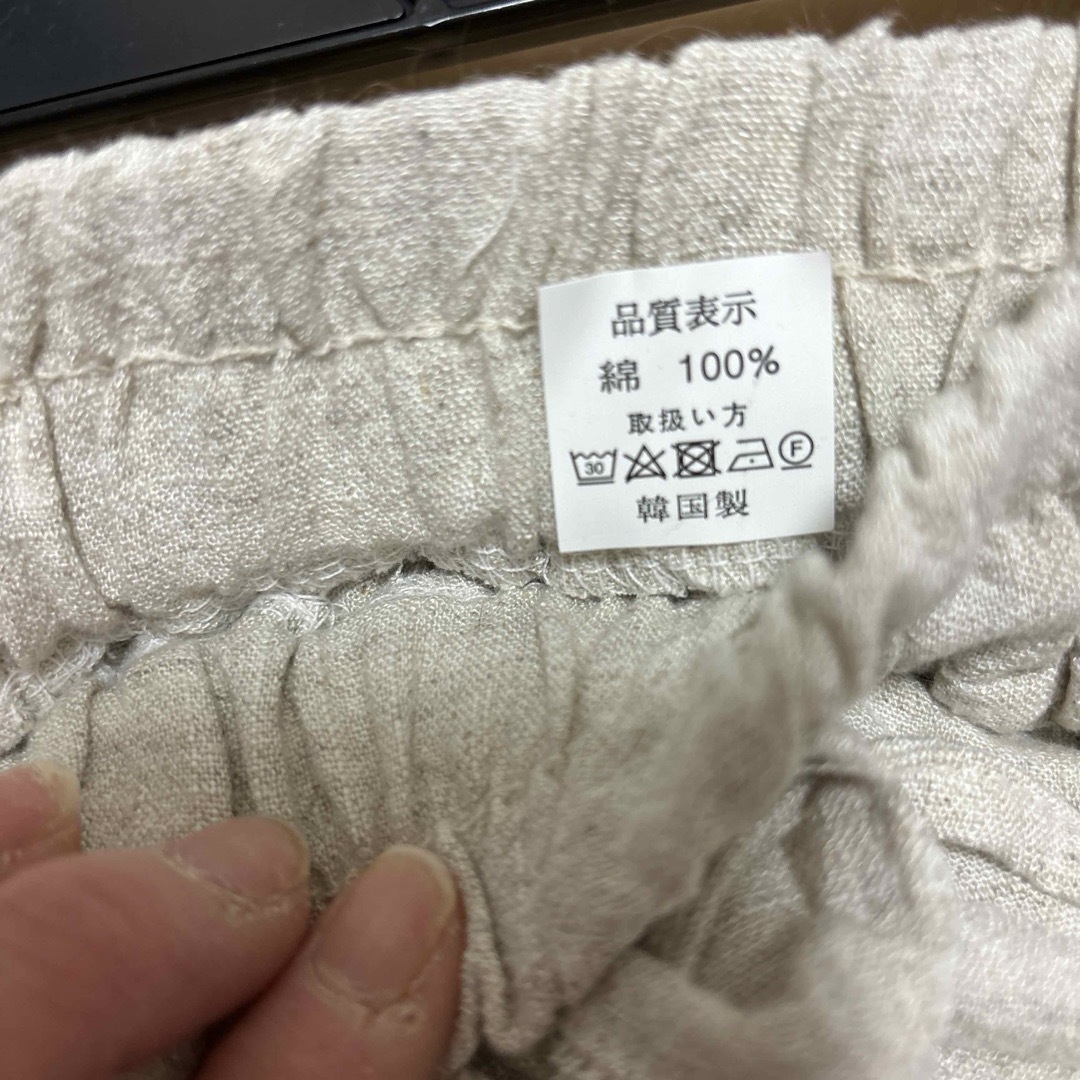 品質表示
綿 100%
取扱い方
30 F
韓国製